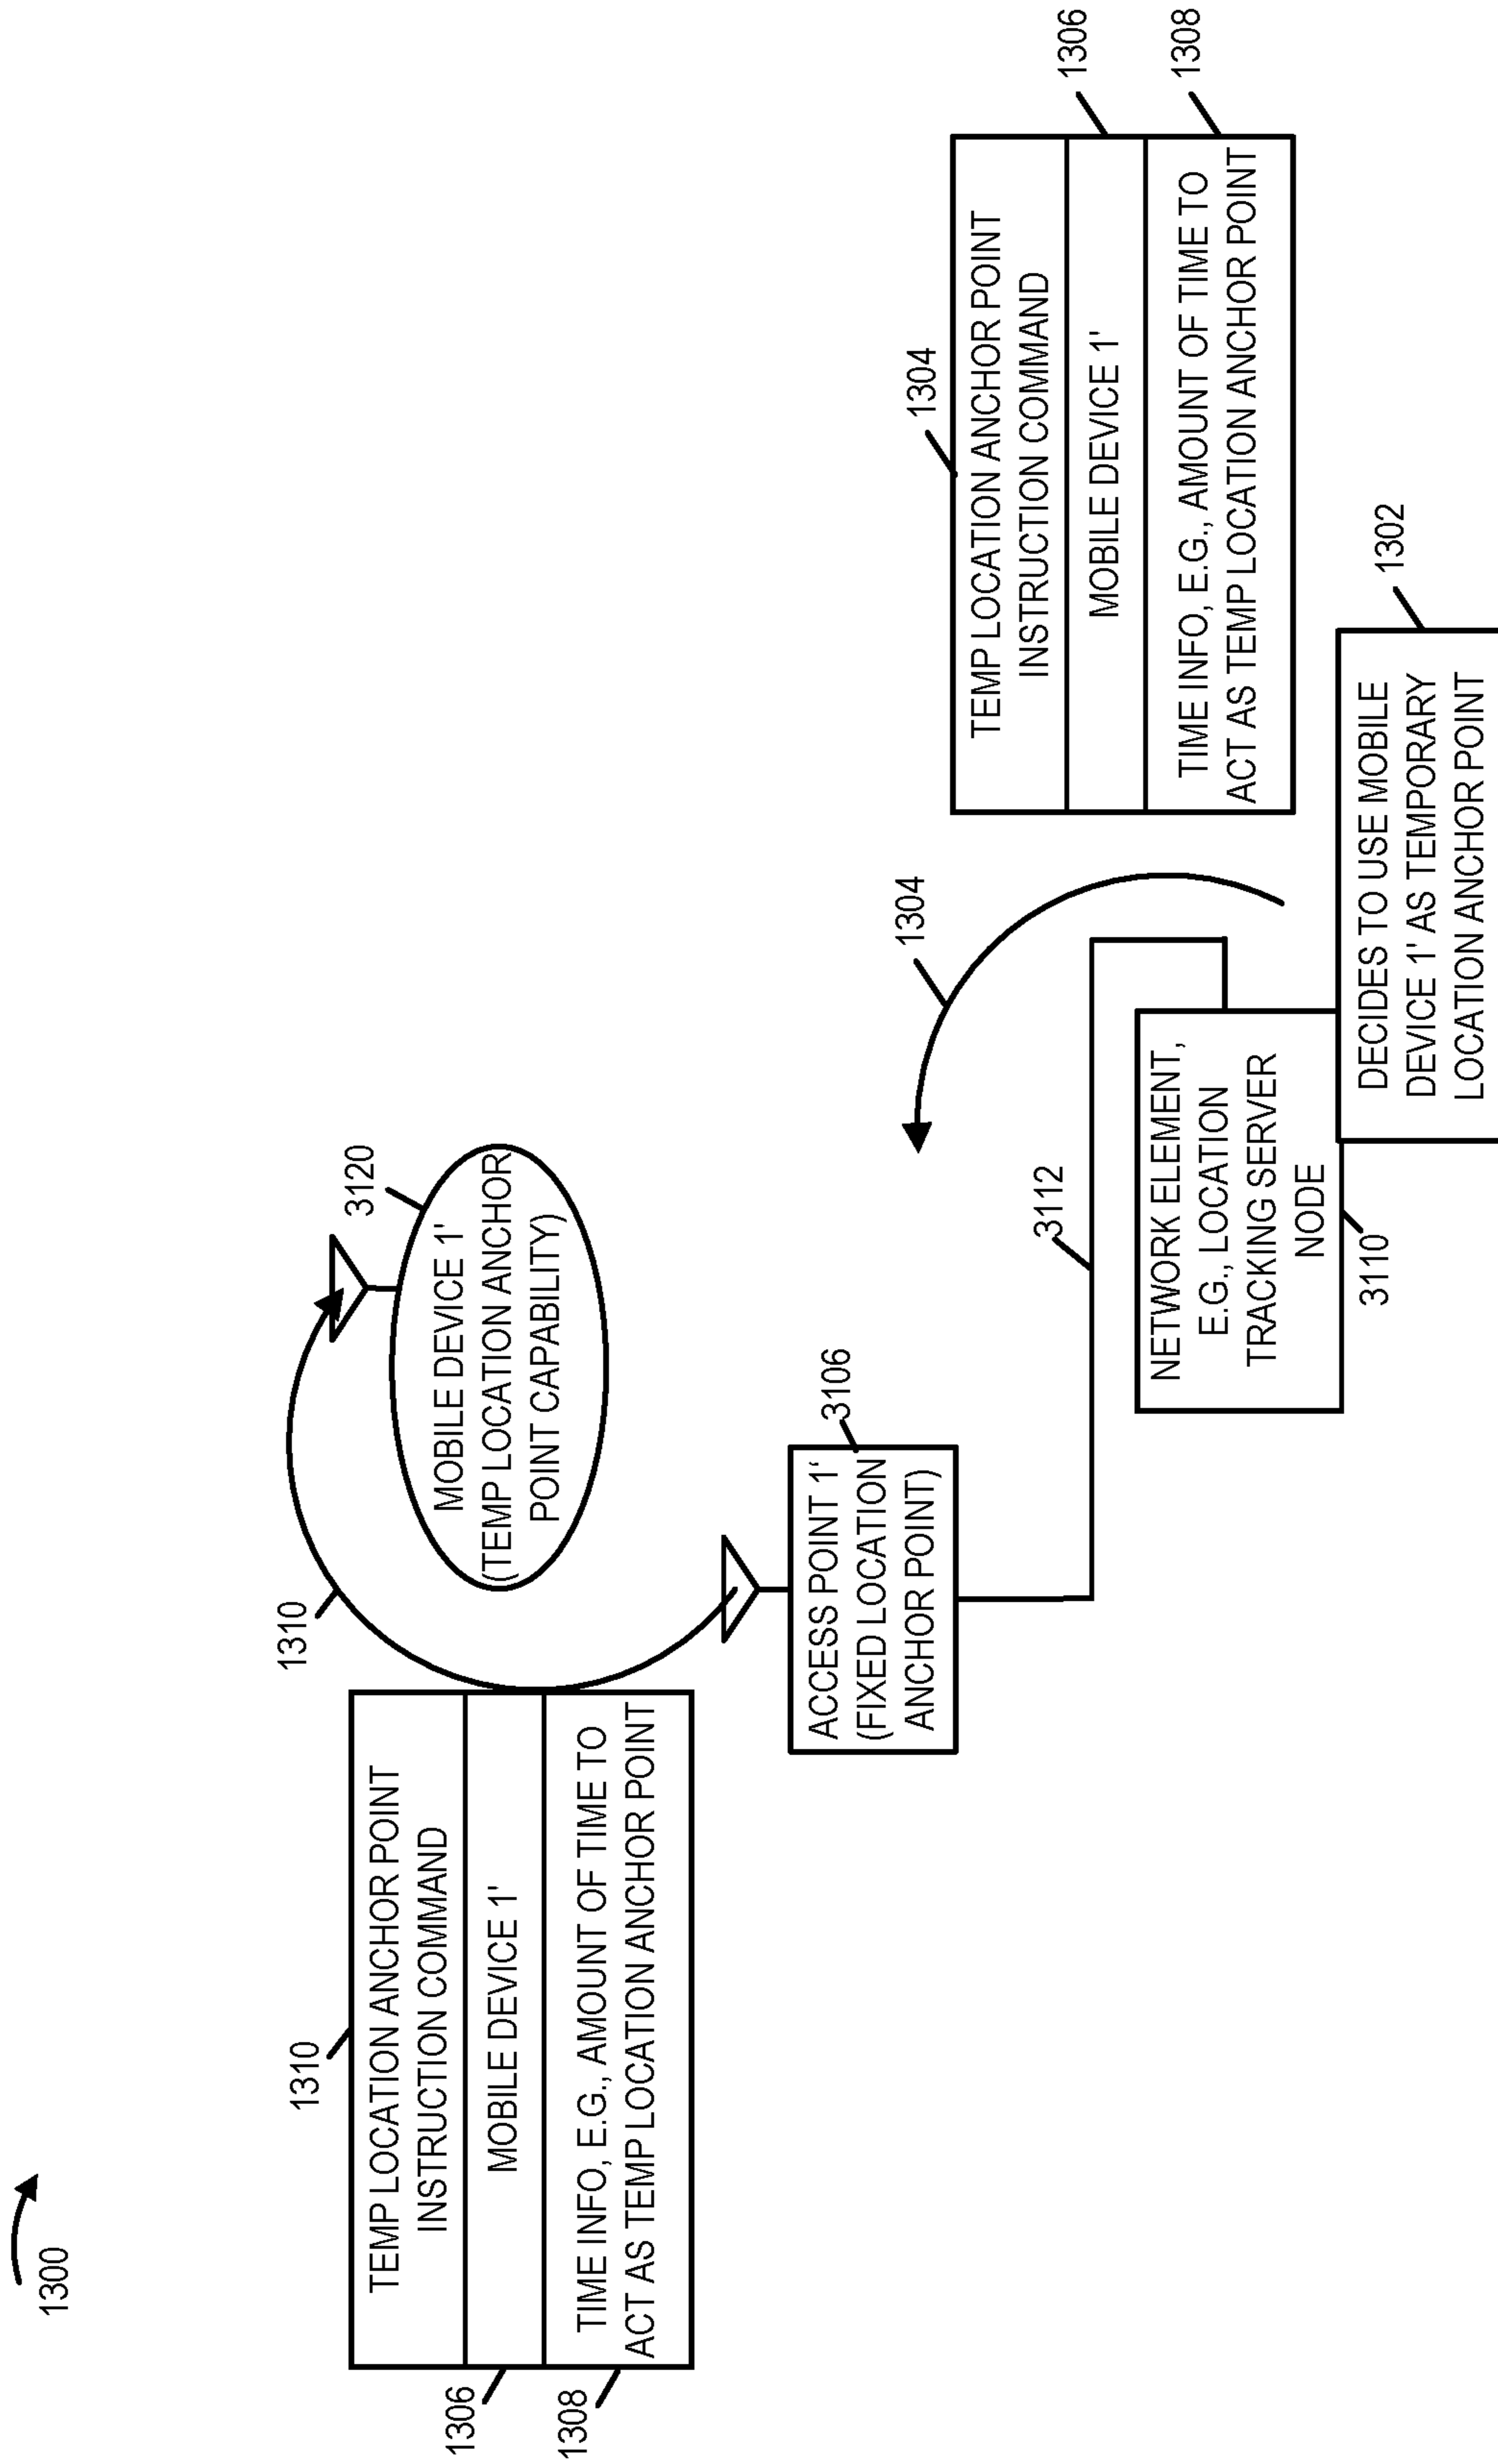 1300
1310
TEMP LOCATION ANCHOR POINT
INSTRUCTION COMMAND
1306
MOBILE DEVICE 1'
1308
TIME INFO, E.G., AMOUNT OF TIME TO
ACT AS TEMP LOCATION ANCHOR POINT
1310
3120
MOBILE DEVICE 1'
(TEMP LOCATION ANCHOR
POINT CAPABILITY)
3106
ACCESS POINT 1‘
(FIXED LOCATION
ANCHOR POINT)
3112
1304
1304
TEMP LOCATION ANCHOR POINT
INSTRUCTION COMMAND
1306
MOBILE DEVICE 1'
1308
TIME INFO, E.G., AMOUNT OF TIME TO
ACT AS TEMP LOCATION ANCHOR POINT
NETWORK ELEMENT,
E.G., LOCATION
TRACKING SERVER
NODE
3110
1302
DECIDES TO USE MOBILE
DEVICE 1' AS TEMPORARY
LOCATION ANCHOR POINT